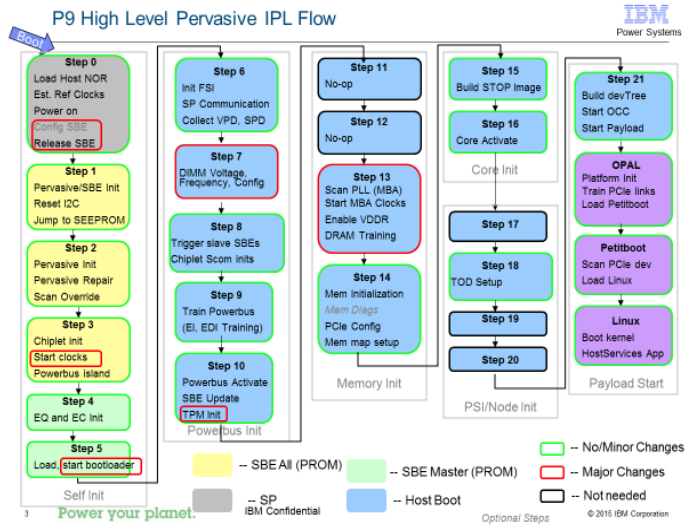 P9 High Level Pervasive IPL Flow
IBM
Power Systems
Boot
Step 0
Load Host NOR
Est. Ref Clocks
Power on
Config SBE
Release SBE
Step 1
Pervasive/SBE Init
Reset I2C
Jump to SEEPROM
Step 2
Pervasive Init
Pervasive Repair
Scan Override
Step 3
Chiplet init
Start clocks
Powerbus island
Step 4
EQ and EC Init
Step 5
Load, start bootloader
Self Init
Step 6
Init FSI
SP Communication
Collect VPD, SPD
Step 7
DIMM Voltage,
Frequency, Config
Step 8
Trigger slave SBEs
Chiplet Scom inits
Step 9
Train Powerbus
(EI, EDI Training)
Step 10
Powerbus Activate
SBE Update
TPM Init
Powerbus Init
Step 11
No-op
Step 12
No-op
Step 13
Scan PLL (MBA)
Start MBA Clocks
Enable VDDR
DRAM Training
Step 14
Mem Initialization
Mem Diags
PCIe Config
Mem map setup
Memory Init
Step 15
Build STOP Image
Step 16
Core Activate
Core Init
Step 17
Step 18
TOD Setup
Step 19
Step 20
PSI/Node Init
Step 21
Build devTree
Start OCC
Start Payload
OPAL
Platform Init
Train PCIe links
Load Petitboot
Petitboot
Scan PCIe dev
Load Linux
Linux
Boot kernel
HostServices App
Payload Start
-- SBE All (PROM)
-- SBE Master (PROM)
-- SP
-- Host Boot
-- No/Minor Changes
-- Major Changes
-- Not needed
3
Power your planet.
IBM Confidential
Optional Steps
© 2015 IBM Corporation